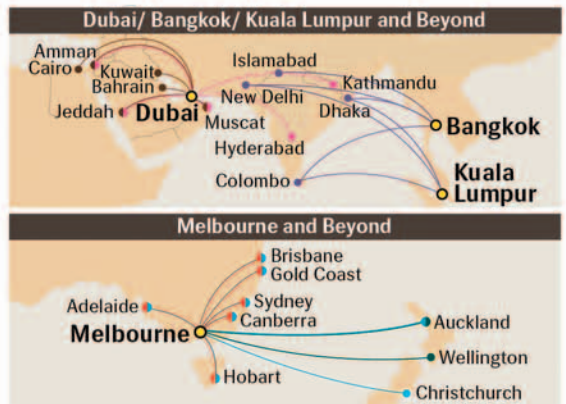 Dubai/ Bangkok/ Kuala Lumpur and Beyond
Amman
Cairo
Kuwait
Bahrain
Jeddah
Dubai
Muscat
Islamabad
New Delhi
Kathmandu
Dhaka
Hyderabad
Colombo
Bangkok
Kuala
Lumpur
Melbourne and Beyond
Brisbane
Gold Coast
Adelaide
Sydney
Canberra
Melbourne
Hobart
Auckland
Wellington
Christchurch